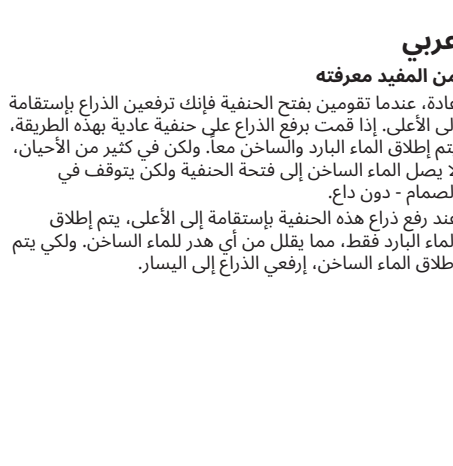 عربي
من المفيد معرفته
عادة، عندما تقومين بفتح الحنفية فإنك ترفعين الذراع بإستقامة
إلى الأعلى. إذا قمت برفع الذراع على حنفية عادية بهذه الطريقة،
يتم إطلاق الماء البارد والساخن معاً. ولكن في كثير من الأحيان،
لا يصل الماء الساخن إلى فتحة الحنفية ولكن يتوقف في
الصمام - دون داع.
عند رفع ذراع هذه الحنفية بإستقامة إلى الأعلى، يتم إطلاق
الماء البارد فقط، مما يقلل من أي هدر للماء الساخن. ولكي يتم
إطلاق الماء الساخن، إرفعي الذراع إلى اليسار.